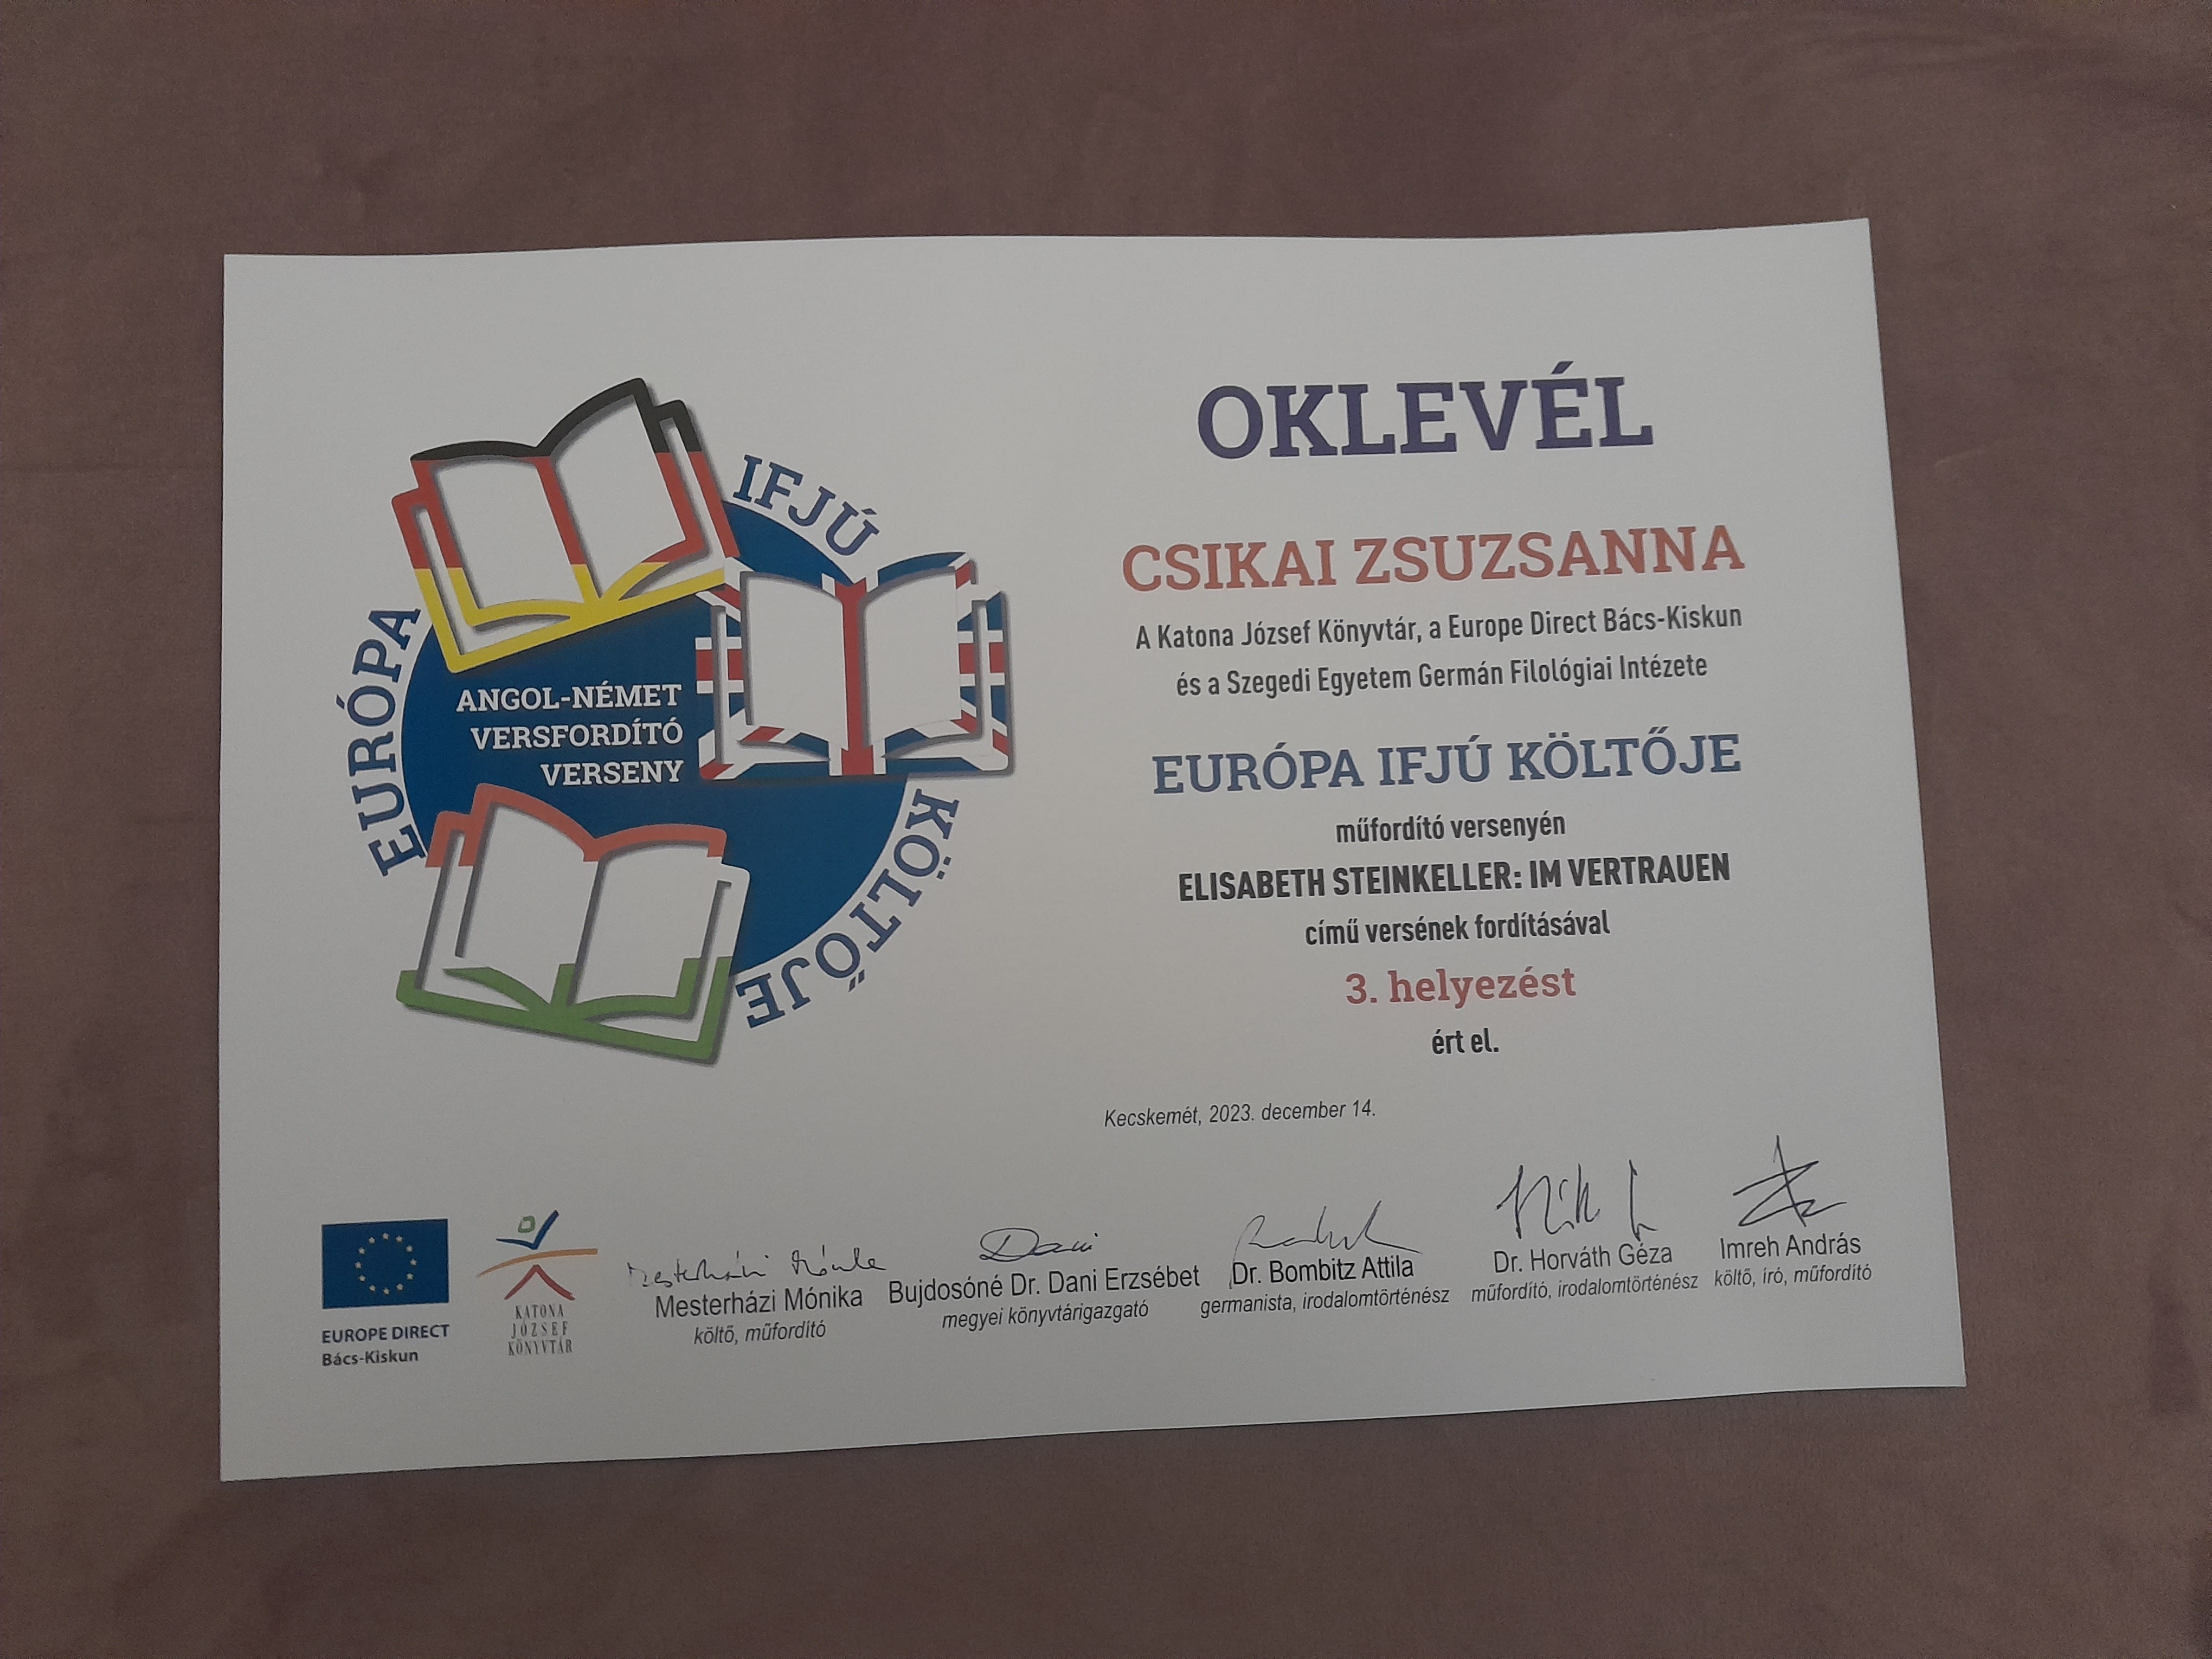 EURÓPA
IFJÚ
KÖLTŐJE
ANGOL-NÉMET
VERSFORDÍTÓ
VERSENY
OKLEVÉL
CSIKAI ZSUZSANNA
A Katona József Könyvtár, a Europe Direct Bács-Kiskun
és a Szegedi Egyetem Germán Filológiai Intézete
EURÓPA IFJÚ KÖLTŐJE
műfordító versenyén
ELISABETH STEINKELLER: IM VERTRAUEN
című versének fordításával
3. helyezést
ért el.
Kecskemét, 2023. december 14.
EUROPE DIRECT
Bács-Kiskun
KATONA
JÓZSEF
KÖNYVTÁR
Mesterházi Mónika
Mesterházi Mónika
költő, műfordító
Dani
Bujdosóné Dr. Dani Erzsébet
megyei könyvtárigazgató
Dr. Bombitz Attila
germanista, irodalomtörténész
Dr. Horváth Géza
műfordító, irodalomtörténész
Imreh András
költő, író, műfordító